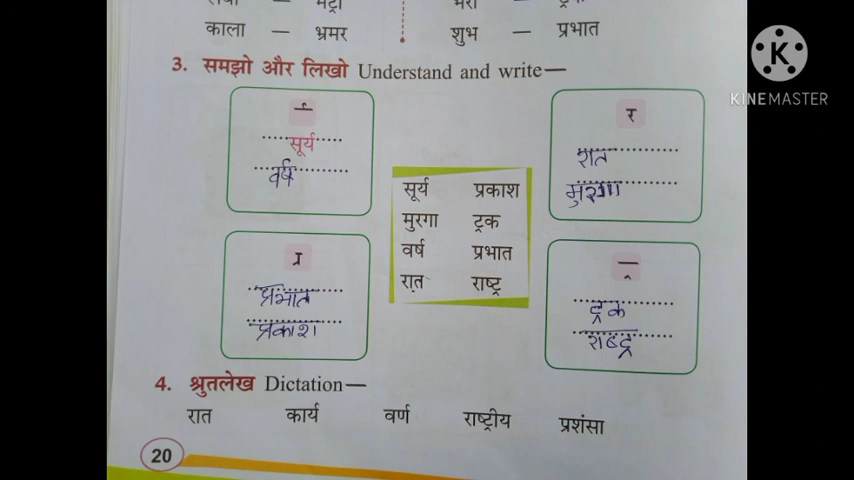 काला — भ्रमर शुभ — प्रभात
3. समझो और लिखो Understand and write—
सूर्य
वर्ष
र
रात
मुरगा
सूर्य प्रकाश
मुरगा ट्रक
वर्ष प्रभात
रात राष्ट्र
प्रभात
प्रकाश
ट्रक
4. श्रुतलेख Dictation—
रात कार्य वर्ण राष्ट्रीय प्रशंसा
20
K
KINEMASTER